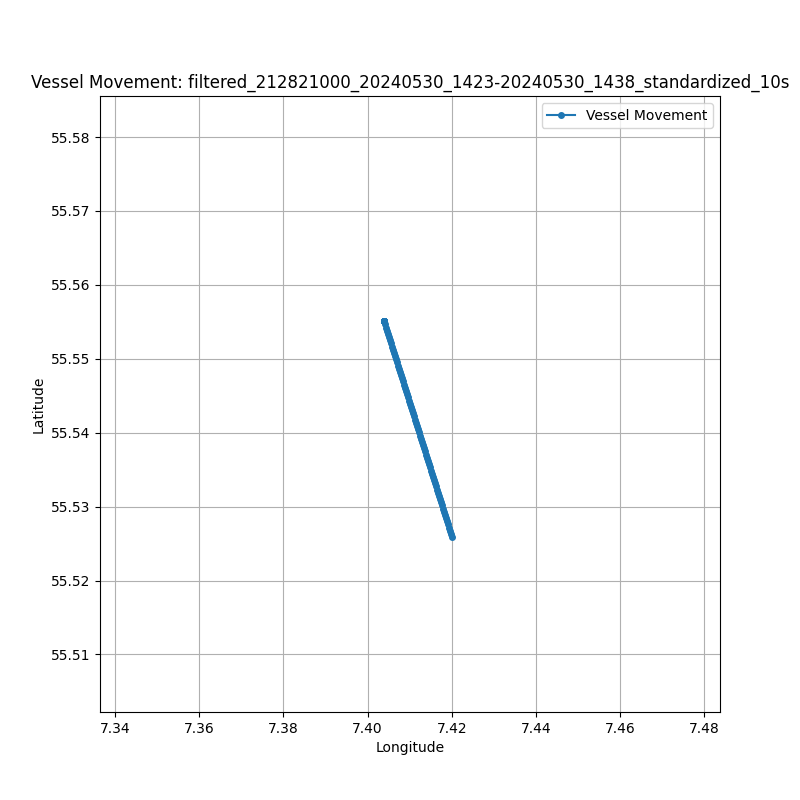 Vessel Movement: filtered_212821000_20240530_1423-20240530_1438_standardized_10s
Vessel Movement
55.58
55.57
55.56
55.55
55.54
55.53
55.52
55.51
Latitude
7.34 7.36 7.38 7.40 7.42 7.44 7.46 7.48
Longitude